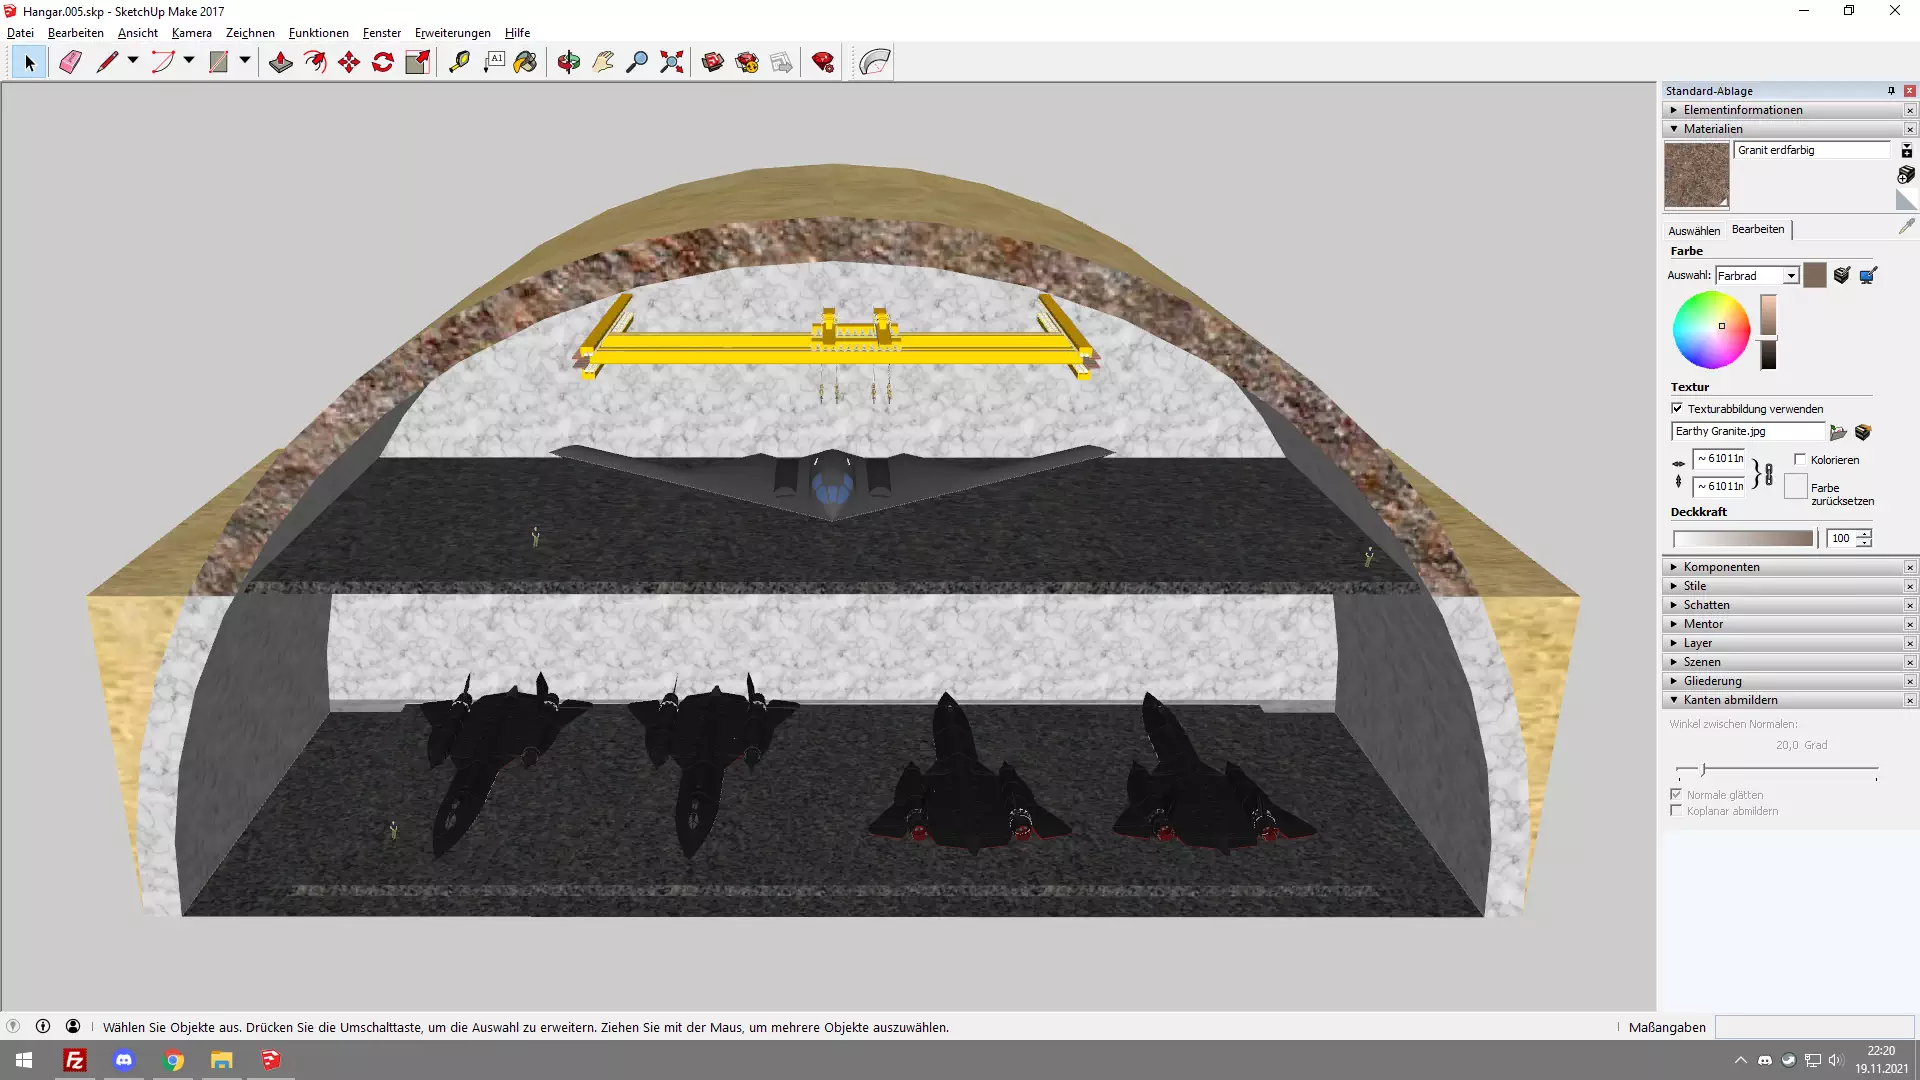 Hangar.005.skp - SketchUp Make 2017
Datei Bearbeiten Ansicht Kamera Zeichnen Funktionen Fenster Erweiterungen Hilfe
A1
Standard-Ablage
Elementinformationen
Materialien
Granit erdfarbig
Auswählen Bearbeiten
Farbe
Auswahl: Farbrad
Textur
Texturabbildung verwenden
Earthy Granite.jpg
~ 61011m
Kolorieren
~ 61011m
Farbe
zurücksetzen
Deckkraft
100
Komponenten
Stile
Schatten
Mentor
Layer
Szenen
Gliederung
Kanten abmildern
Winkel zwischen Normalen:
20,0 Grad
Normale glätten
Koplanar abmildern
Wählen Sie Objekte aus. Drücken Sie die Umschalttaste, um die Auswahl zu erweitern. Ziehen Sie mit der Maus, um mehrere Objekte auszuwählen.
Maßangaben
Fz
22:20
19.11.2021